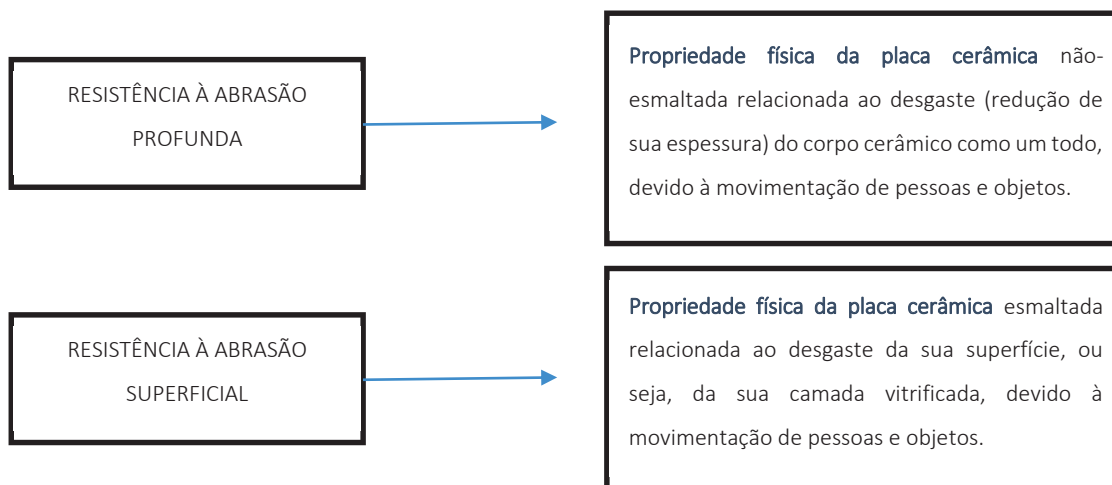 RESISTÊNCIA À ABRASÃO
PROFUNDA
Propriedade física da placa cerâmica não-
esmaltada relacionada ao desgaste (redução de
sua espessura) do corpo cerâmico como um todo,
devido à movimentação de pessoas e objetos.
RESISTÊNCIA À ABRASÃO
SUPERFICIAL
Propriedade física da placa cerâmica esmaltada
relacionada ao desgaste da sua superfície, ou
seja, da sua camada vitrificada, devido à
movimentação de pessoas e objetos.